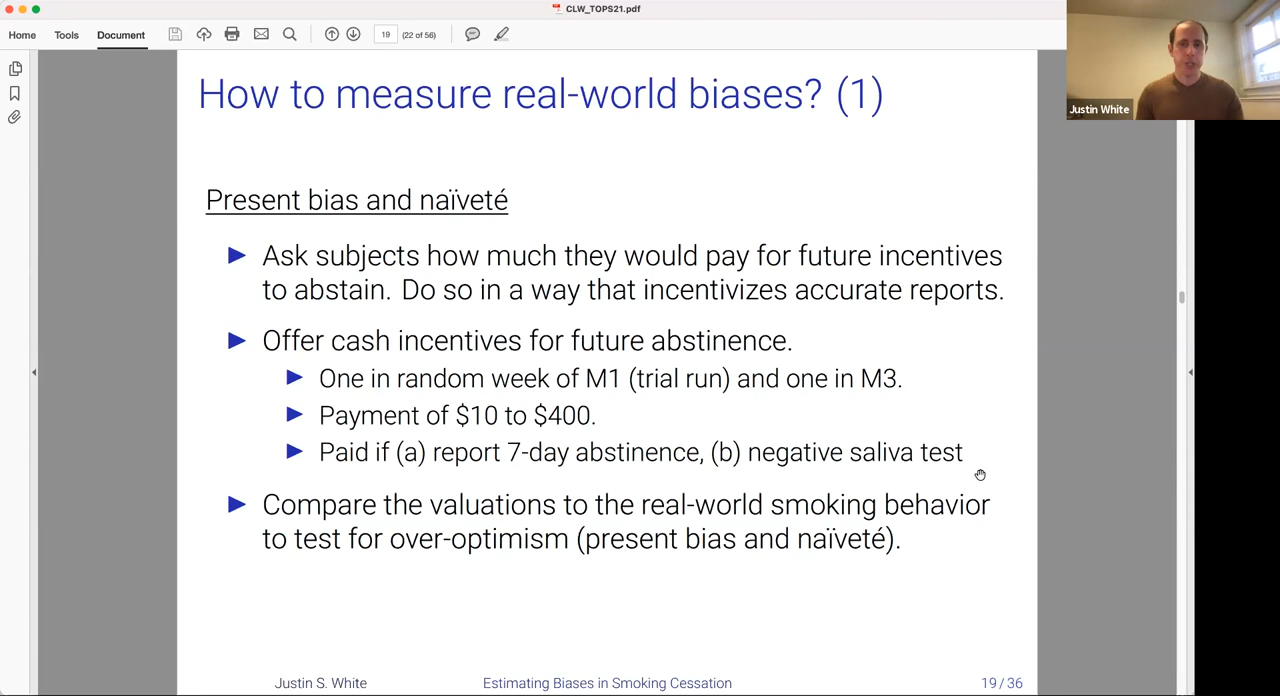 CLW_TOPS21.pdf
Home Tools Document 19 (22 of 56)
Justin White
How to measure real-world biases? (1)
Present bias and naïveté
Ask subjects how much they would pay for future incentives
to abstain. Do so in a way that incentivizes accurate reports.
Offer cash incentives for future abstinence.
One in random week of M1 (trial run) and one in M3.
Payment of $10 to $400.
Paid if (a) report 7-day abstinence, (b) negative saliva test
Compare the valuations to the real-world smoking behavior
to test for over-optimism (present bias and naïveté).
Justin S. White Estimating Biases in Smoking Cessation 19 / 36